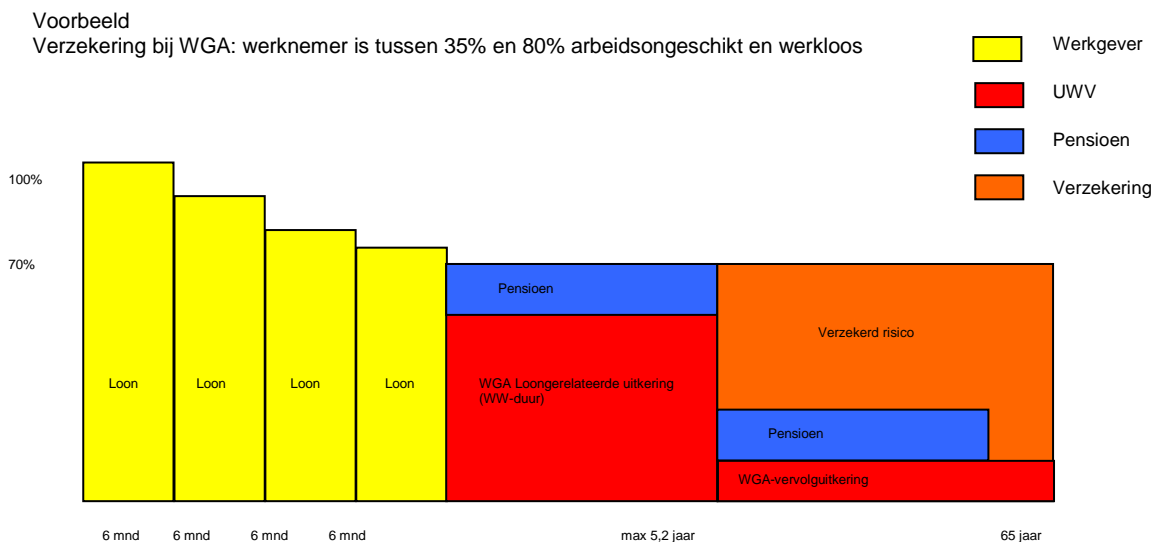 Voorbeeld
Verzekering bij WGA: werknemer is tussen 35% en 80% arbeidsongeschikt en werkloos
Werkgever
UWV
Pensioen
Verzekering
100%
70%
Pensioen
Verzekerd risico
Loon
Loon
Loon
Loon
WGA Loongerelateerde uitkering
(WW-duur)
Pensioen
WGA-vervolguitkering
6 mnd
6 mnd
6 mnd
6 mnd
max 5,2 jaar
65 jaar